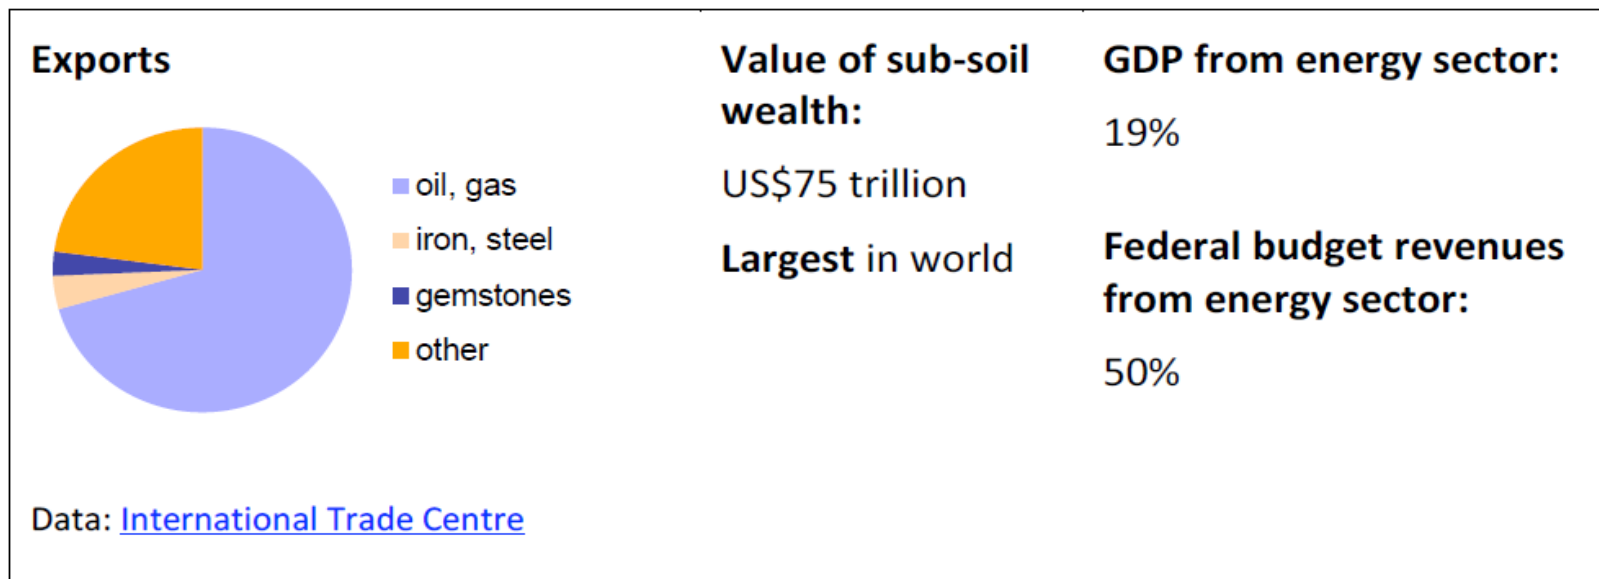 Exports
oil, gas
iron, steel
gemstones
other
Data: International Trade Centre
Value of sub-soil
wealth:
US$75 trillion
Largest in world
GDP from energy sector:
19%
Federal budget revenues
from energy sector:
50%